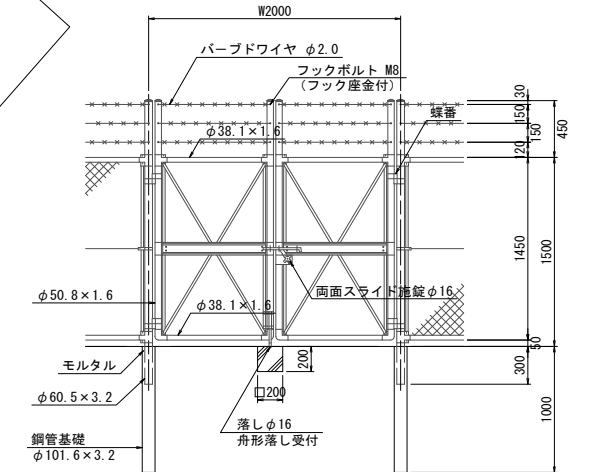 W2000
バーブドワイヤ φ2.0
フックボルト M8
（フック座金付）
蝶番
φ38.1×1.6
30
150
150
120
450
1450
1500
両面スライド施錠φ16
φ50.8×1.6
φ38.1×1.6
50
モルタル
200
300
□200
φ60.5×3.2
1000
落しφ16
舟形落し受付
鋼管基礎
φ101.6×3.2